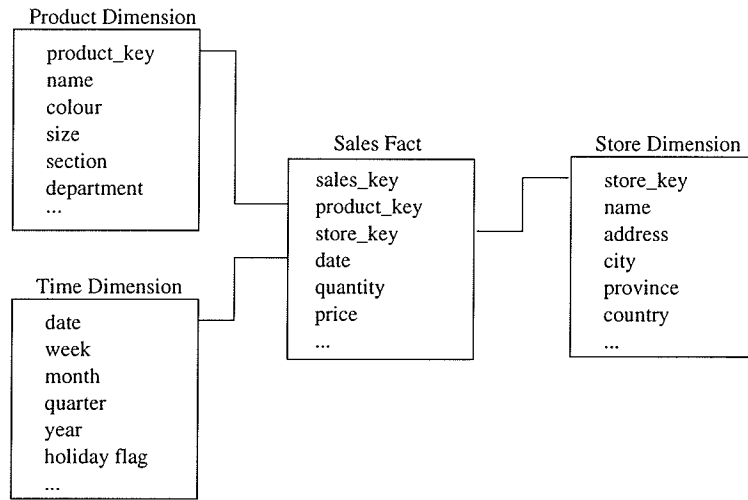 Product Dimension
product_key
name
colour
size
section
department
...
Sales Fact
sales_key
product_key
store_key
date
quantity
price
...
Store Dimension
store_key
name
address
city
province
country
...
Time Dimension
date
week
month
quarter
year
holiday flag
...